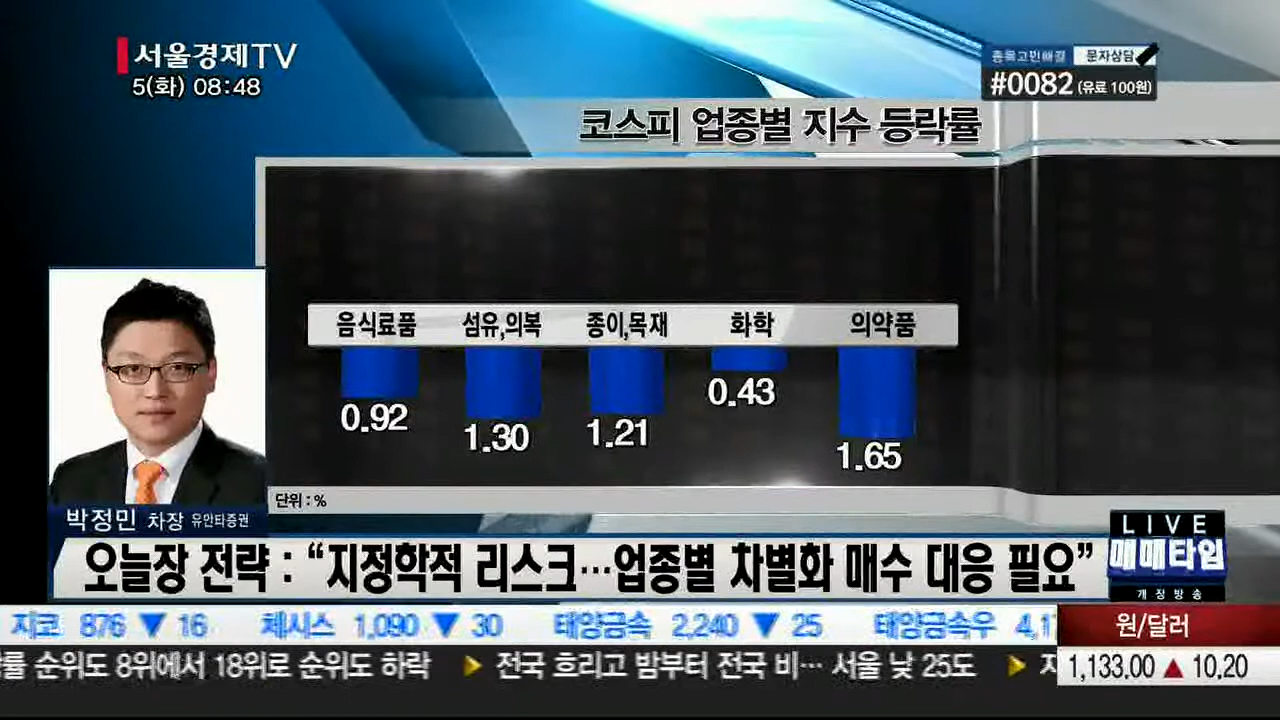 서울경제TV
5(화) 08:48
종목고민해결 문자상담
#0082 (유료 100원)
코스피 업종별 지수 등락률
음식료품 섬유,의복 종이,목재 화학 의약품
0.92 1.30 1.21 0.43 1.65
단위 : %
박정민 차장 유안타증권
오늘장 전략 : “지정학적 리스크…업종별 차별화 매수 대응 필요”
LIVE
매매타임
개장방송
지코 876 ▼ 16 체시스 1,090 ▼ 30 태양금속 2,240 ▼ 25 태양금속우 4,17
원/달러
률 순위도 8위에서 18위로 순위도 하락 ▶ 전국 흐리고 밤부터 전국 비… 서울 낮 25도 ▶
1,133.00 ▲ 10,20